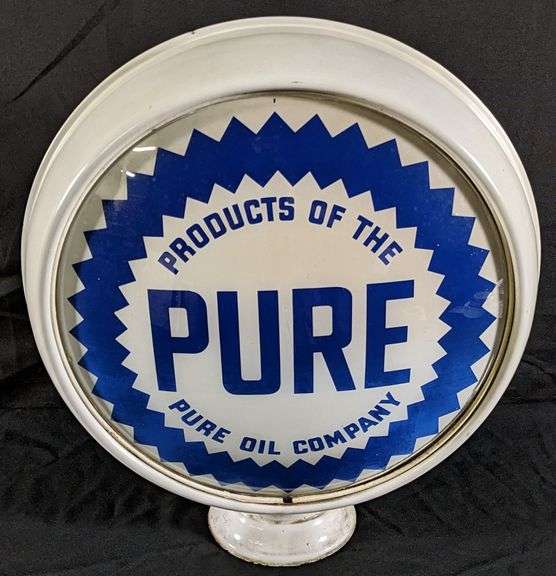 PRODUCTS OF THE
PURE
PURE OIL COMPANY